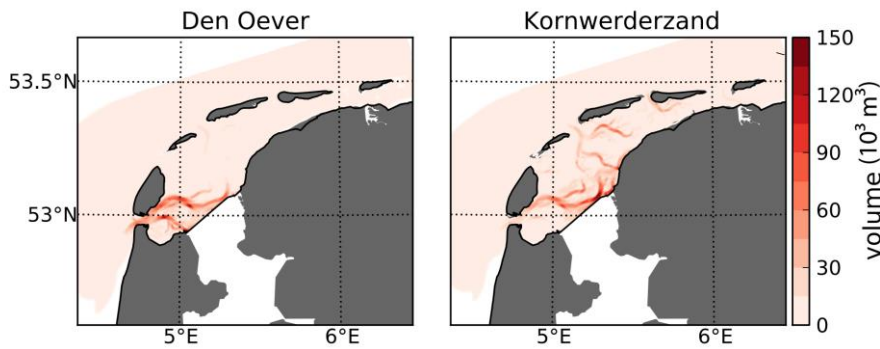 Den Oever
Kornwerderzand
53.5°N
53°N
5°E
6°E
5°E
6°E
150
120
90
60
30
0
volume (10³ m³)